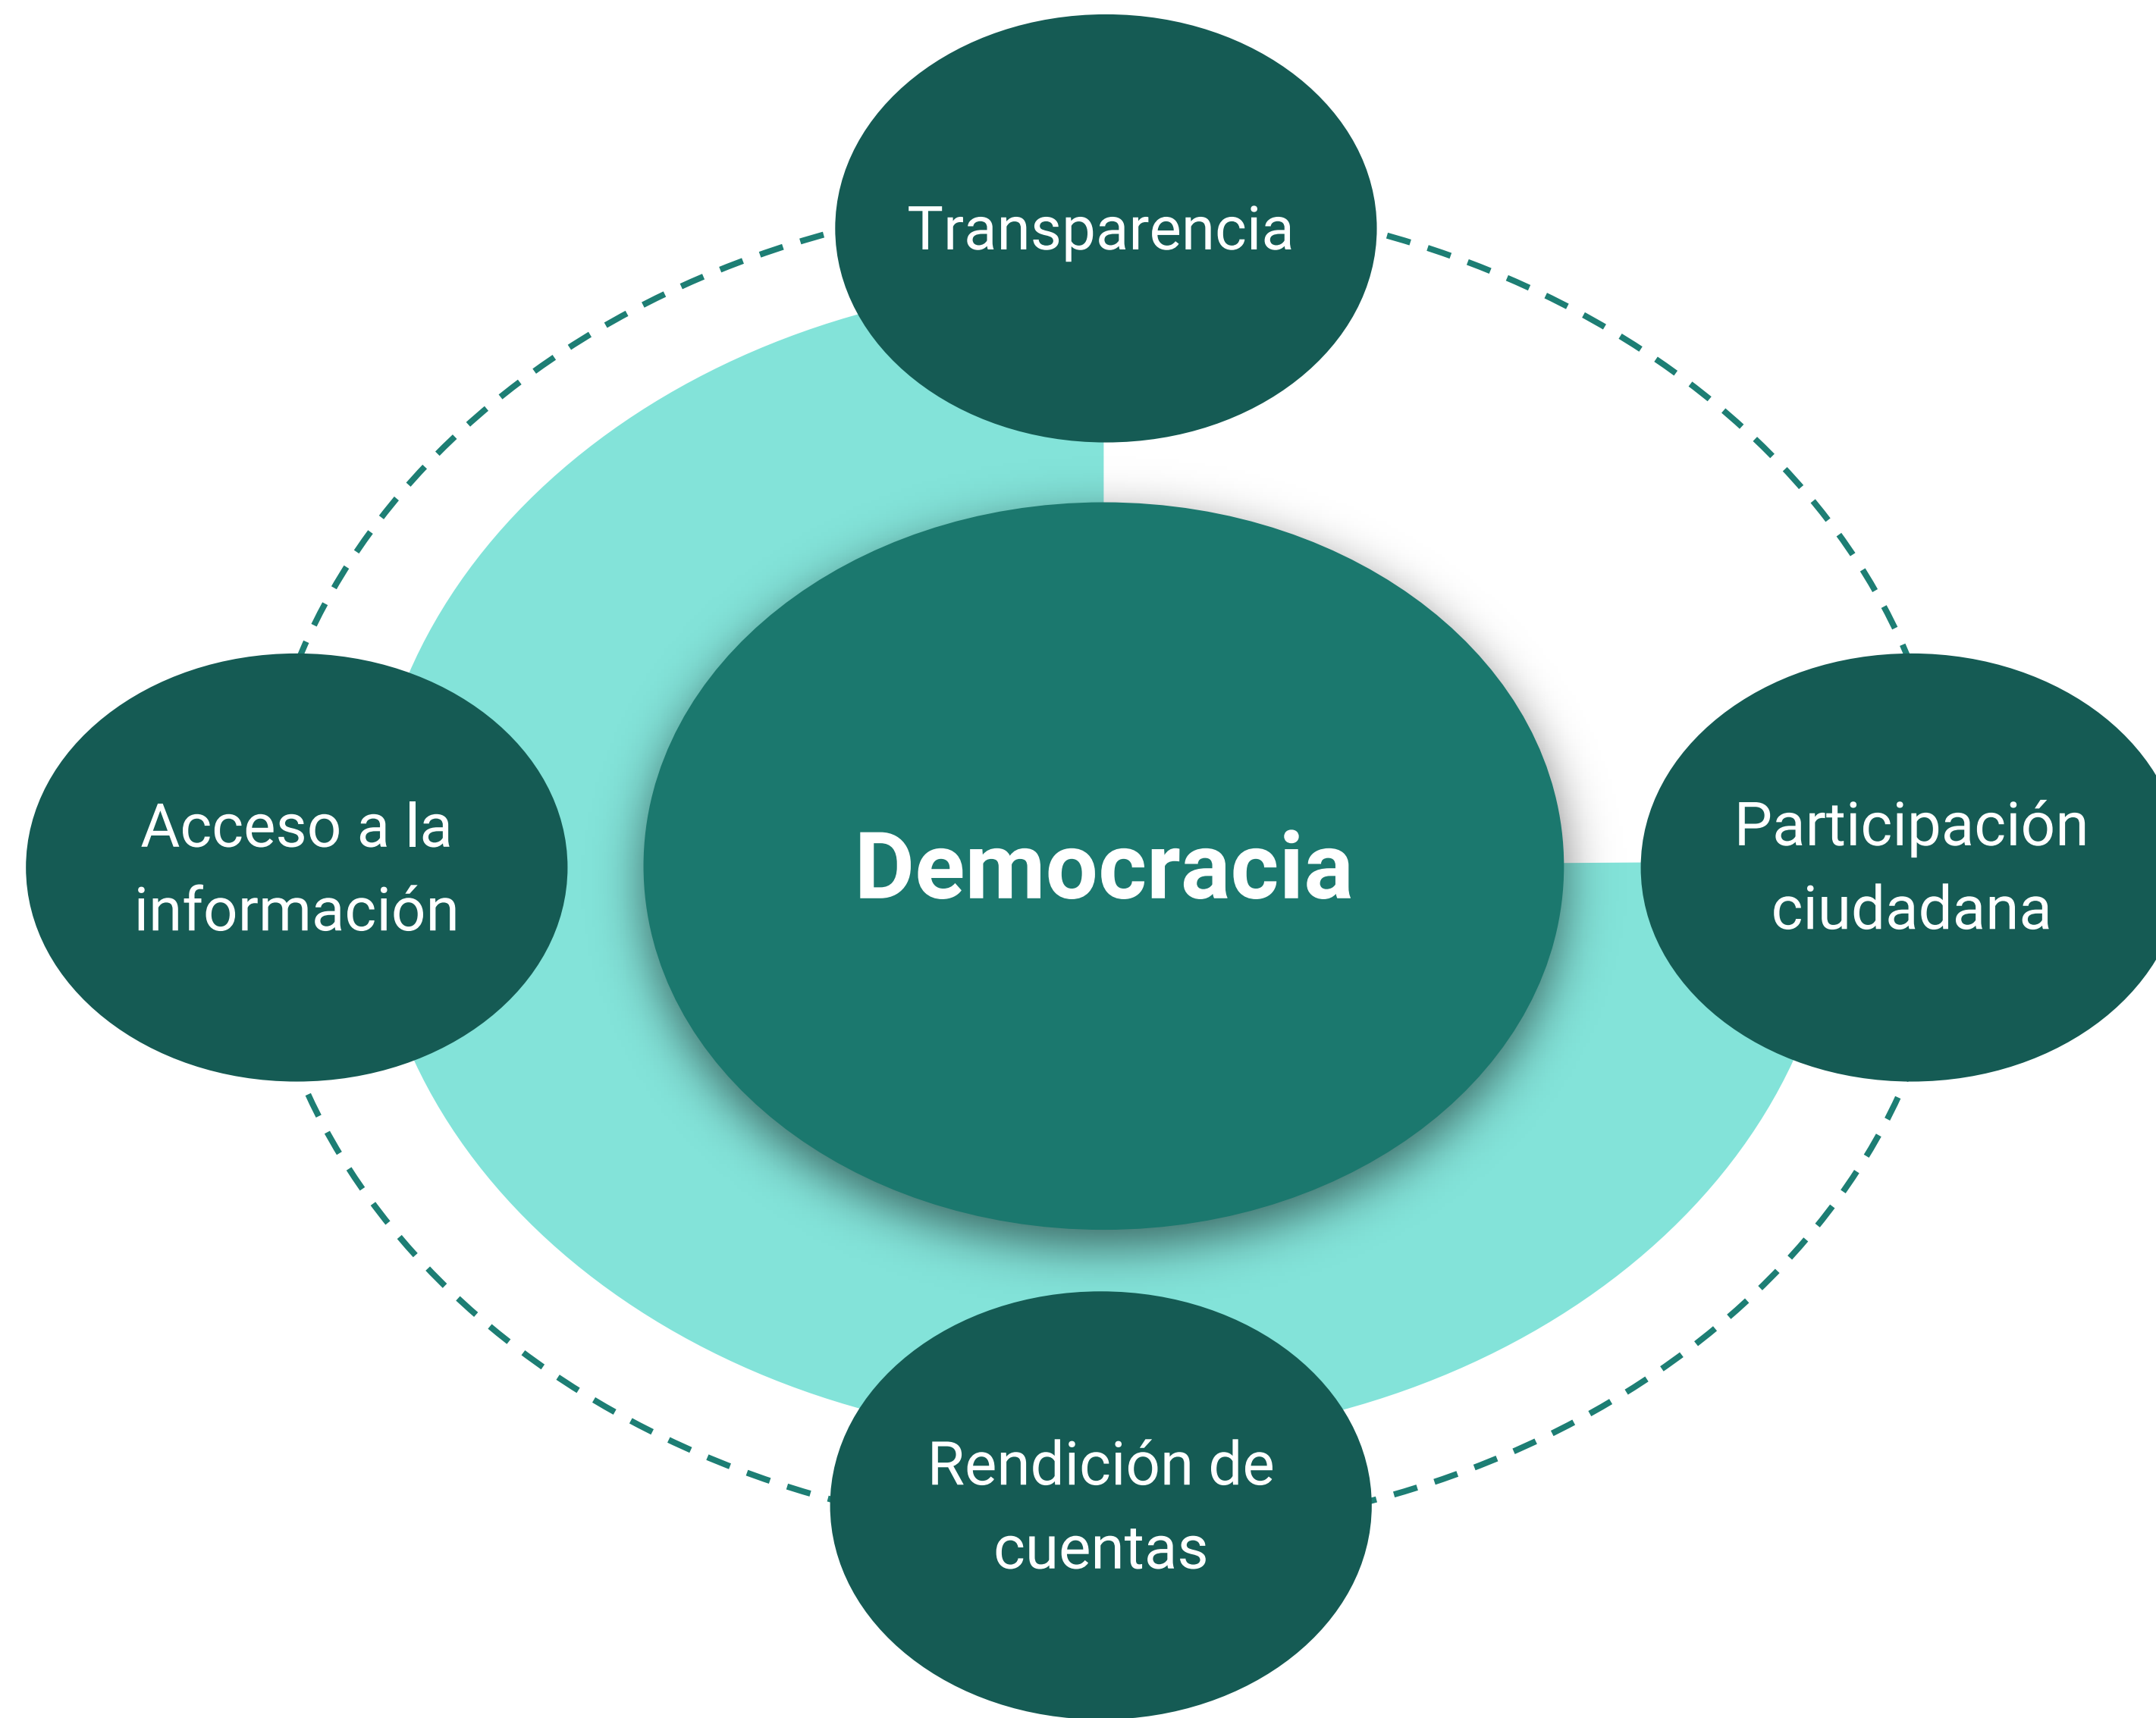 Transparencia
Acceso a la
información
Democracia
Participación
ciudadana
Rendición de
cuentas